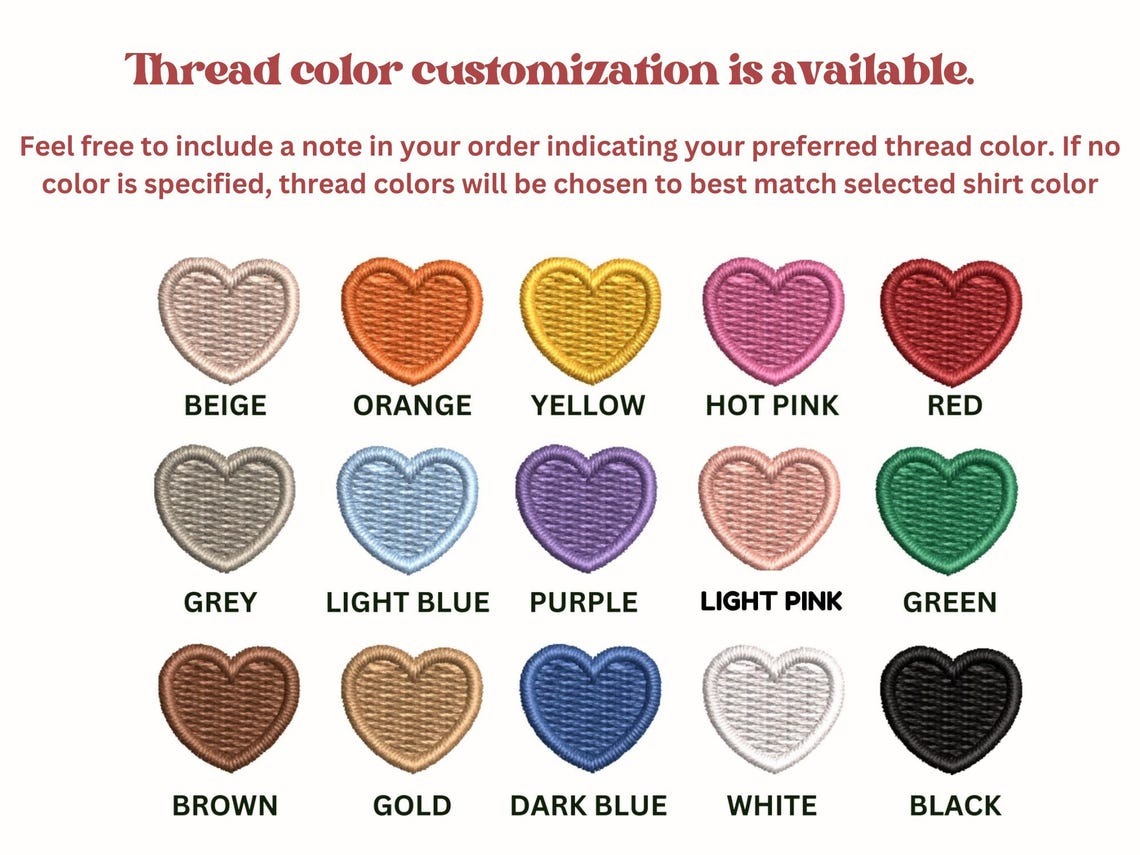 Thread color customization is available.
Feel free to include a note in your order indicating your preferred thread color. If no
color is specified, thread colors will be chosen to best match selected shirt color
BEIGE ORANGE YELLOW HOT PINK RED
GREY LIGHT BLUE PURPLE LIGHT PINK GREEN
BROWN GOLD DARK BLUE WHITE BLACK